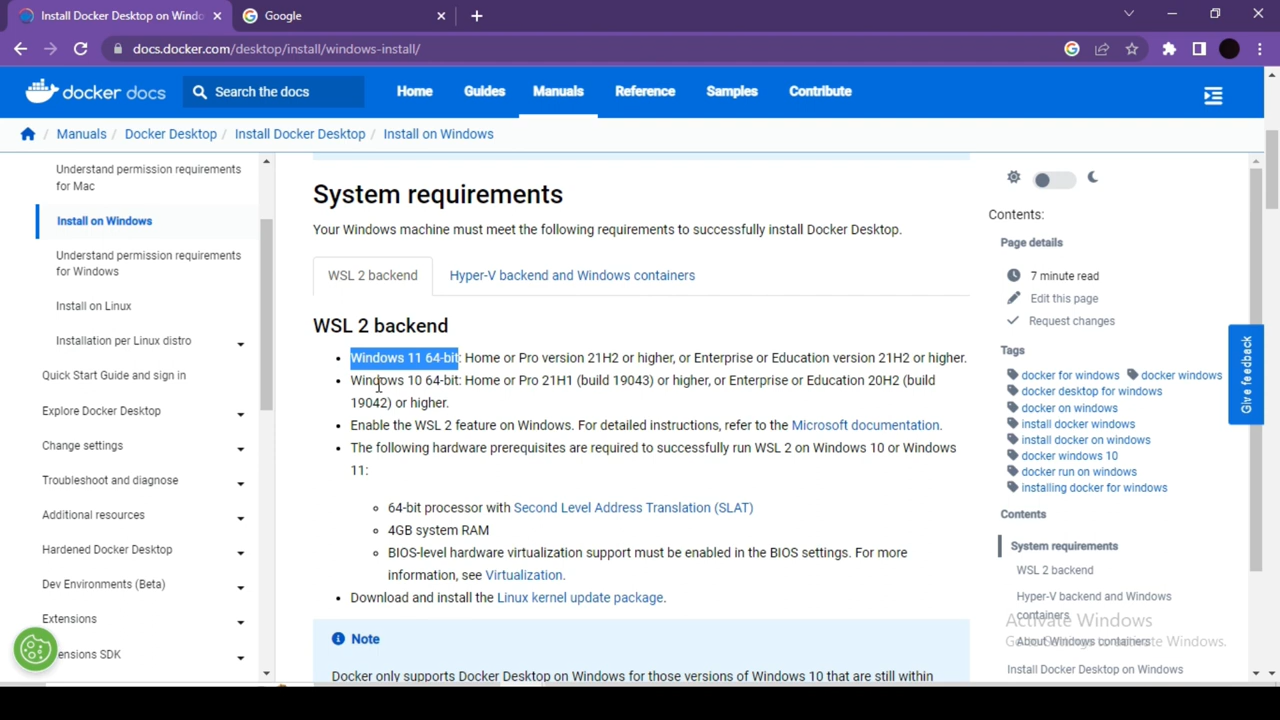 Install Docker Desktop on Windo
Google
docs.docker.com/desktop/install/windows-install/
docker docs
Search the docs
Home
Guides
Manuals
Reference
Samples
Contribute
Manuals / Docker Desktop / Install Docker Desktop / Install on Windows
Understand permission requirements
for Mac
Install on Windows
Understand permission requirements
for Windows
Install on Linux
Installation per Linux distro
Quick Start Guide and sign in
Explore Docker Desktop
Change settings
Troubleshoot and diagnose
Additional resources
Hardened Docker Desktop
Dev Environments (Beta)
Extensions
ensions SDK
System requirements
Your Windows machine must meet the following requirements to successfully install Docker Desktop.
WSL 2 backend
Hyper-V backend and Windows containers
WSL 2 backend
• Windows 11 64-bit: Home or Pro version 21H2 or higher, or Enterprise or Education version 21H2 or higher.
• Windows 10 64-bit: Home or Pro 21H1 (build 19043) or higher, or Enterprise or Education 20H2 (build
19042) or higher.
• Enable the WSL 2 feature on Windows. For detailed instructions, refer to the Microsoft documentation.
• The following hardware prerequisites are required to successfully run WSL 2 on Windows 10 or Windows
11:
64-bit processor with Second Level Address Translation (SLAT)
4GB system RAM
BIOS-level hardware virtualization support must be enabled in the BIOS settings. For more
information, see Virtualization.
• Download and install the Linux kernel update package.
Note
Docker only supports Docker Desktop on Windows for those versions of Windows 10 that are still within
Contents:
Page details
7 minute read
Edit this page
Request changes
Tags
docker for windows docker windows
docker desktop for windows
docker on windows
install docker windows
install docker on windows
docker windows 10
docker run on windows
installing docker for windows
Contents
System requirements
WSL 2 backend
Hyper-V backend and Windows
containers
About Windows containers
Install Docker Desktop on Windows
Give feedback
Activate Windows
Go to Settings to activate Windows.